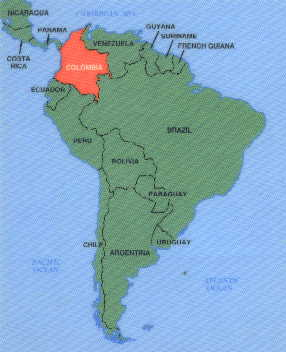 NICARAGUA
CARIBBEAN SEA
PANAMA
GUYANA
SURINAME
FRENCH GUIANA
COSTA
RICA
VENEZUELA
COLOMBIA
ECUADOR
BRAZIL
PERU
BOLIVIA
PARAGUAY
CHILE
ARGENTINA
URUGUAY
PACIFIC
OCEAN
ATLANTIC
OCEAN